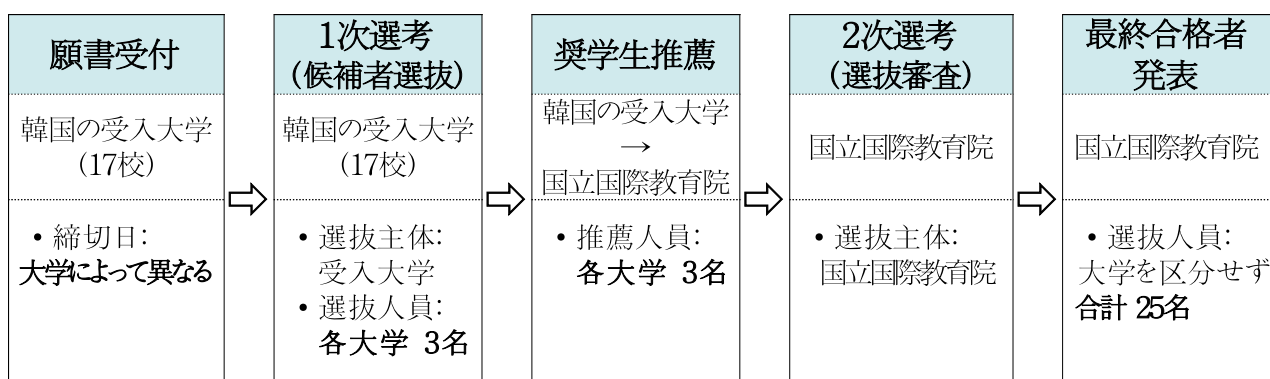 願書受付
韓国の受入大学
(17校)
• 締切日:
大学によって異なる
1次選考
(候補者選抜)
韓国の受入大学
(17校)
• 選抜主体:
受入大学
• 選抜人員:
各大学 3名
奨学生推薦
韓国の受入大学
→
国立国際教育院
• 推薦人員:
各大学 3名
2次選考
(選抜審査)
国立国際教育院
• 選抜主体:
国立国際教育院
最終合格者
発表
国立国際教育院
• 選抜人員:
大学を区分せず
合計 25名